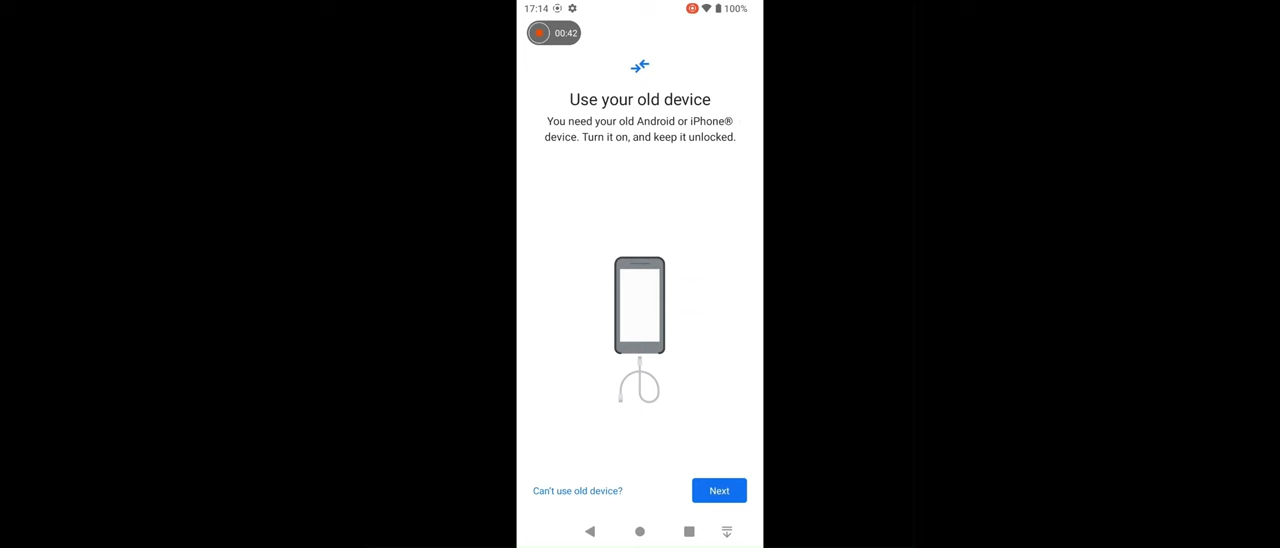 17:14 100%
00:42
Use your old device
You need your old Android or iPhone®
device. Turn it on, and keep it unlocked.
Can't use old device? Next